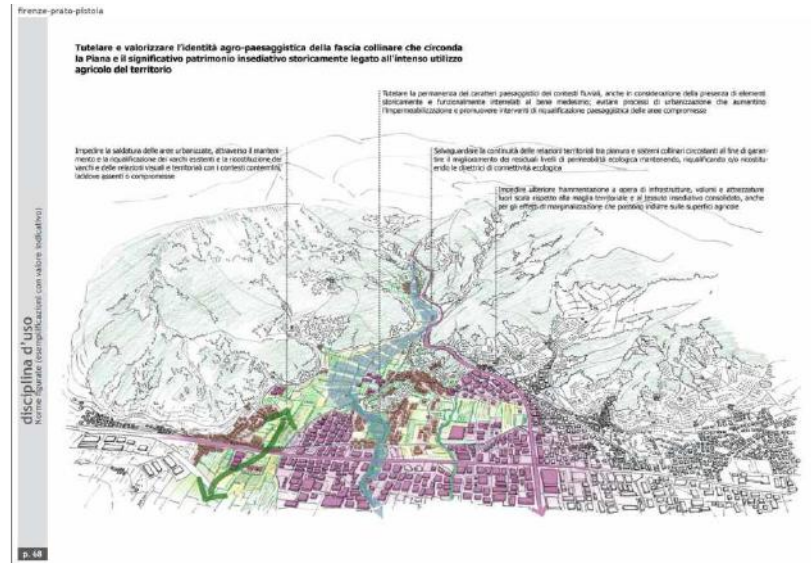 firenze-prato-pistoia
Tutelare e valorizzare l'identità agro-paesaggistica della fascia collinare che circonda
la Piana e il significativo patrimonio insediativo storicamente legato all'intenso utilizzo
agricolo del territorio
Tutelare la permanenza dei caratteri paesaggistici dei contesti fluviali, anche in considerazione della presenza di elementi
storicamente e funzionalmente interrelati al bene medesimo; evitare processi di urbanizzazione che aumentino
l'impermeabilizzazione e promuovere interventi di riqualificazione paesaggistica delle aree compromesse
Impedire la saldatura delle aree urbanizzate, attraverso il manteni-
mento e la riqualificazione dei varchi esistenti e la ricostituzione dei
varchi e delle relazioni visuali e territoriali con i contesti contermini,
laddove assenti o compromesse
Salvaguardare la continuità delle relazioni territoriali tra pianura e sistemi collinari circostanti al fine di garan-
tire il miglioramento dei residuali livelli di permeabilità ecologica mantenendo, riqualificando e/o ricostitu-
endo le direttrici di connettività ecologica
Impedire ulteriore frammentazione a opera di infrastrutture, volumi e attrezzature
fuori scala rispetto alla maglia territoriale e al tessuto insediativo consolidato, anche
per gli effetti di marginalizzazione che possono indurre sulle superfici agricole
disciplina d'uso
Norme figurate (esemplificazioni con valore indicativo)
p. 68